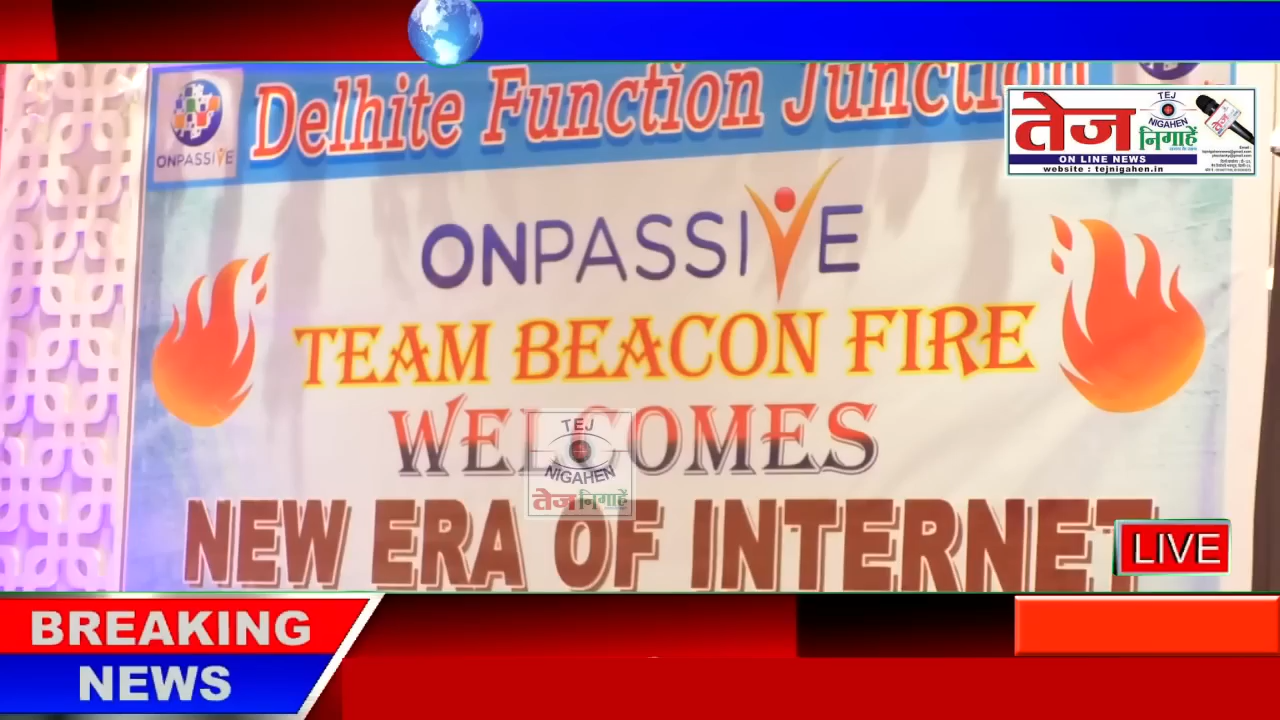 Delhite Function Junction
ONPASSIVE
ONPASSIVE
TEAM BEACON FIRE
WELCOMES
NEW ERA OF INTERNET
तेज निगाहें
TEJ
NIGAHEN
ON LINE NEWS
website : tejnigahen.in
TEJ
NIGAHEN
तेज निगाहें
LIVE
BREAKING
NEWS